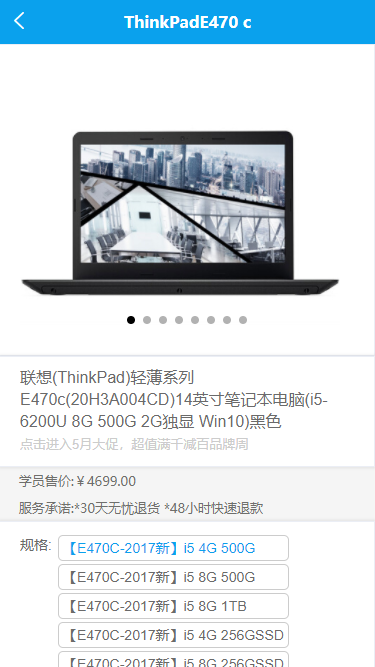 ThinkPadE470 c
联想(ThinkPad)轻薄系列
E470c(20H3A004CD)14英寸笔记本电脑(i5-
6200U 8G 500G 2G独显 Win10)黑色
点击进入5月大促，超值满千减百品牌周
学员售价:￥4699.00
服务承诺:*30天无忧退货 *48小时快速退款
规格:
【E470C-2017新】i5 4G 500G
【E470C-2017新】i5 8G 500G
【E470C-2017新】i5 8G 1TB
【E470C-2017新】i5 4G 256GSSD
【E470C-2017新】i5 8G 256GSSD